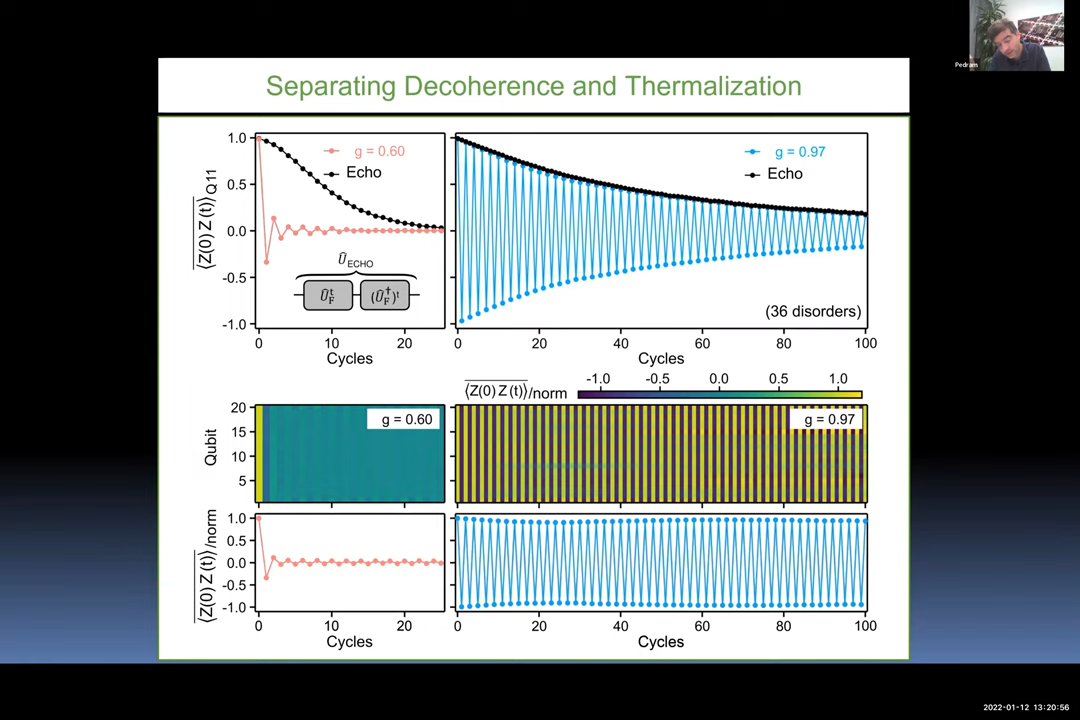 Pedram
Separating Decoherence and Thermalization
⟨Z(0) Z (t)⟩Q11
1.0
0.5
0.0
-0.5
-1.0
g = 0.60
Echo
ÛECHO
Û_F^t
(Û_F^†)^t
0
10
20
Cycles
g = 0.97
Echo
(36 disorders)
0
20
40
60
80
100
Cycles
⟨Z(0) Z (t)⟩/norm
-1.0
-0.5
0.0
0.5
1.0
Qubit
20
15
10
5
g = 0.60
g = 0.97
⟨Z(0) Z (t)⟩/norm
1.0
0.5
0.0
-0.5
-1.0
0
10
20
Cycles
0
20
40
60
80
100
Cycles
2022-01-12 13:20:56